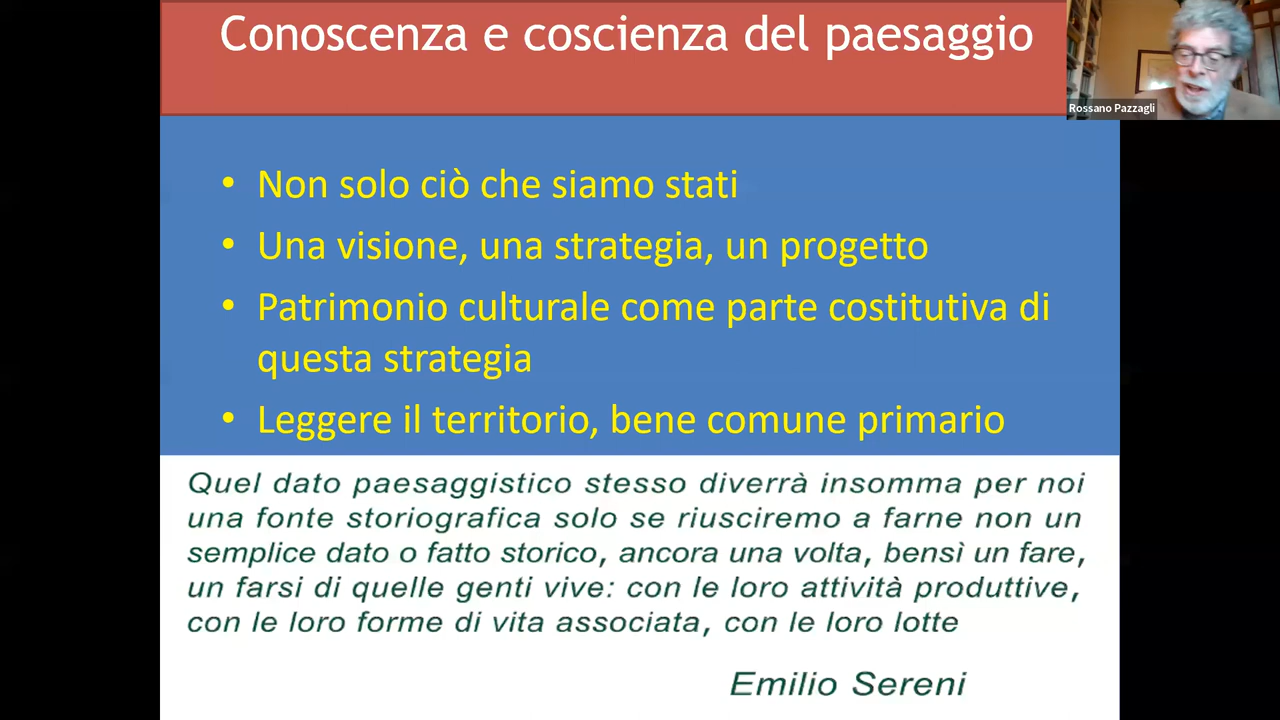 Conoscenza e coscienza del paesaggio
Rossano Pazzagli
• Non solo ciò che siamo stati
• Una visione, una strategia, un progetto
• Patrimonio culturale come parte costitutiva di
questa strategia
• Leggere il territorio, bene comune primario
Quel dato paesaggistico stesso diverrà insomma per noi
una fonte storiografica solo se riusciremo a farne non un
semplice dato o fatto storico, ancora una volta, bensì un fare,
un farsi di quelle genti vive: con le loro attività produttive,
con le loro forme di vita associata, con le loro lotte
Emilio Sereni